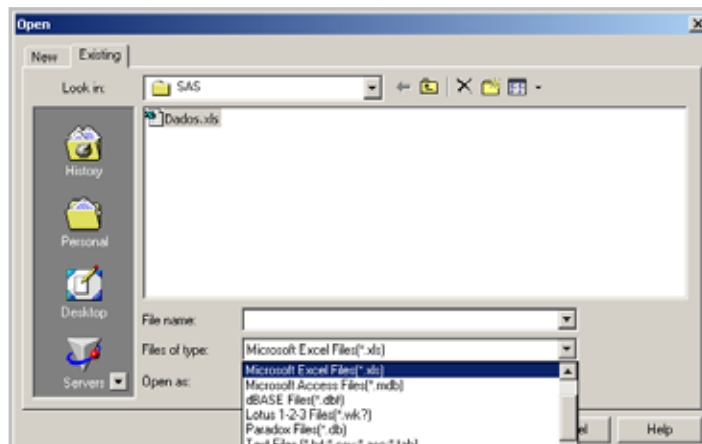 Open
New Existing
Look in: SAS
Dados.xls
History
Personal
Desktop
Servers
File name:
Files of type: Microsoft Excel Files(*.xls)
Microsoft Excel Files(*.xls)
Open as:
Microsoft Access Files(*.mdb)
dBASE Files(*.dbf)
Lotus 1-2-3 Files(*.wk?)
Paradox Files(*.db)
Help